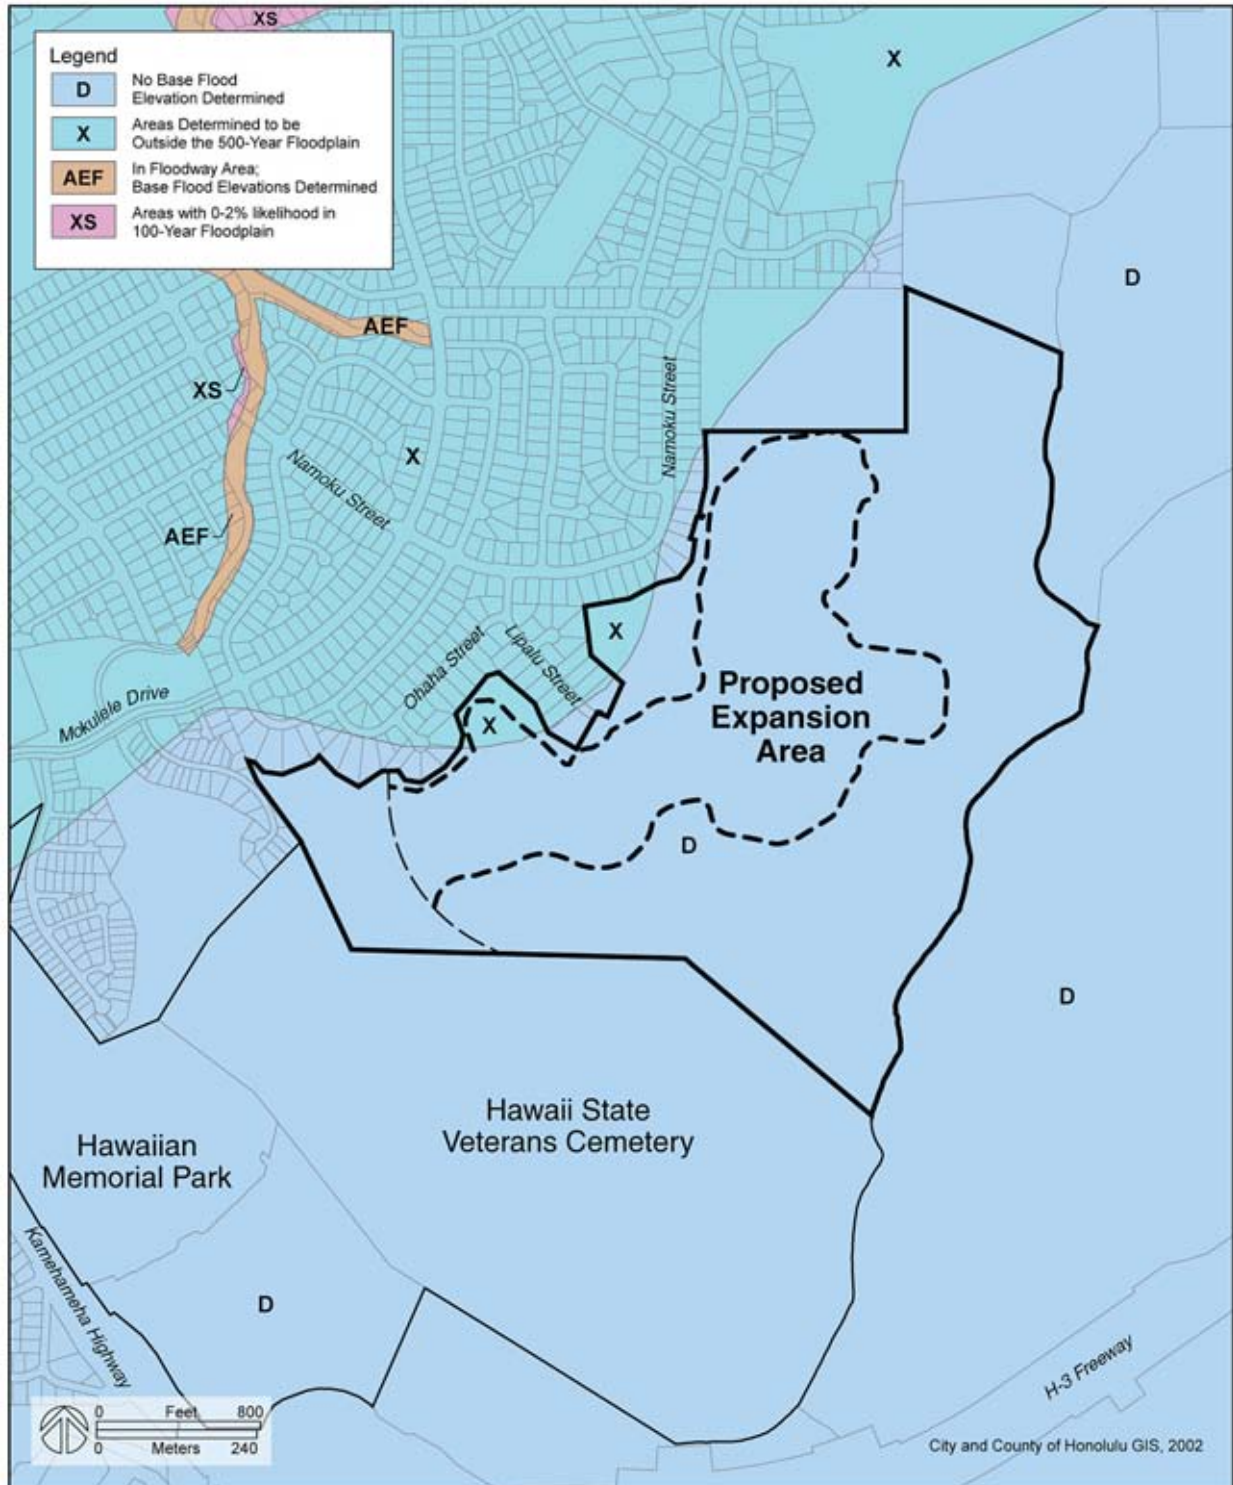 XS
Legend
D
No Base Flood
Elevation Determined
X
Areas Determined to be
Outside the 500-Year Floodplain
AEF
In Floodway Area;
Base Flood Elevations Determined
XS
Areas with 0-2% likelihood in
100-Year Floodplain
X
D
AEF
XS
Namoku Street
X
Namoku Street
AEF
X
Ohaha Street
Lipalu Street
Mokulele Drive
X
Proposed
Expansion
Area
D
D
Hawaii State
Veterans Cemetery
Hawaiian
Memorial Park
Kamehameha Highway
D
H-3 Freeway
0 Feet 800
0 Meters 240
City and County of Honolulu GIS, 2002